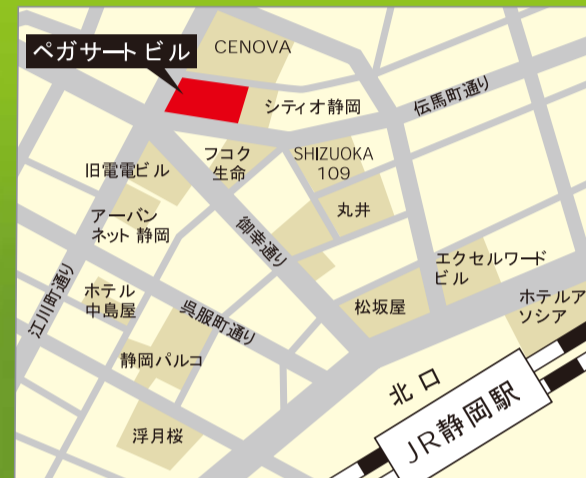 ペガサート ビル
CENOVA
シティオ静岡
伝馬町通り
旧電電ビル
フコク
生命
SHIZUOKA
109
アーバン
ネット 静岡
丸井
御幸通り
エクセルワード
ビル
ホテルア
ソシア
江川町通り
ホテル
中島屋
呉服町通り
松坂屋
静岡パルコ
北口
浮月桜
JR静岡駅